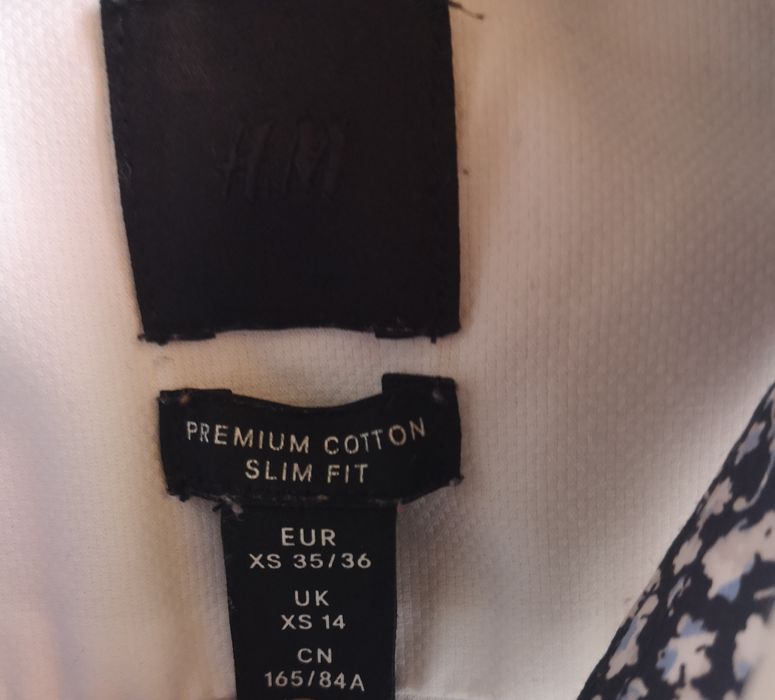 H&M
PREMIUM COTTON
SLIM FIT
EUR
XS 35/36
UK
XS 14
CN
165/84A